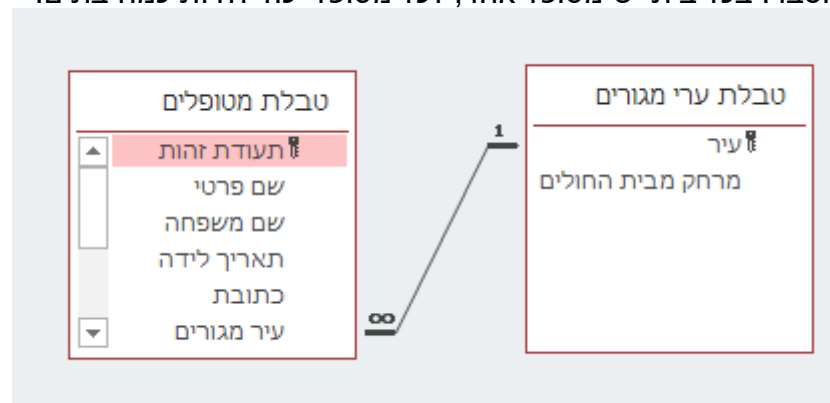 טבלת ערי מגורים
עיר
מרחק מבית החולים
1
∞
טבלת מטופלים
תעודת זהות
שם פרטי
שם משפחה
תאריך לידה
כתובת
עיר מגורים